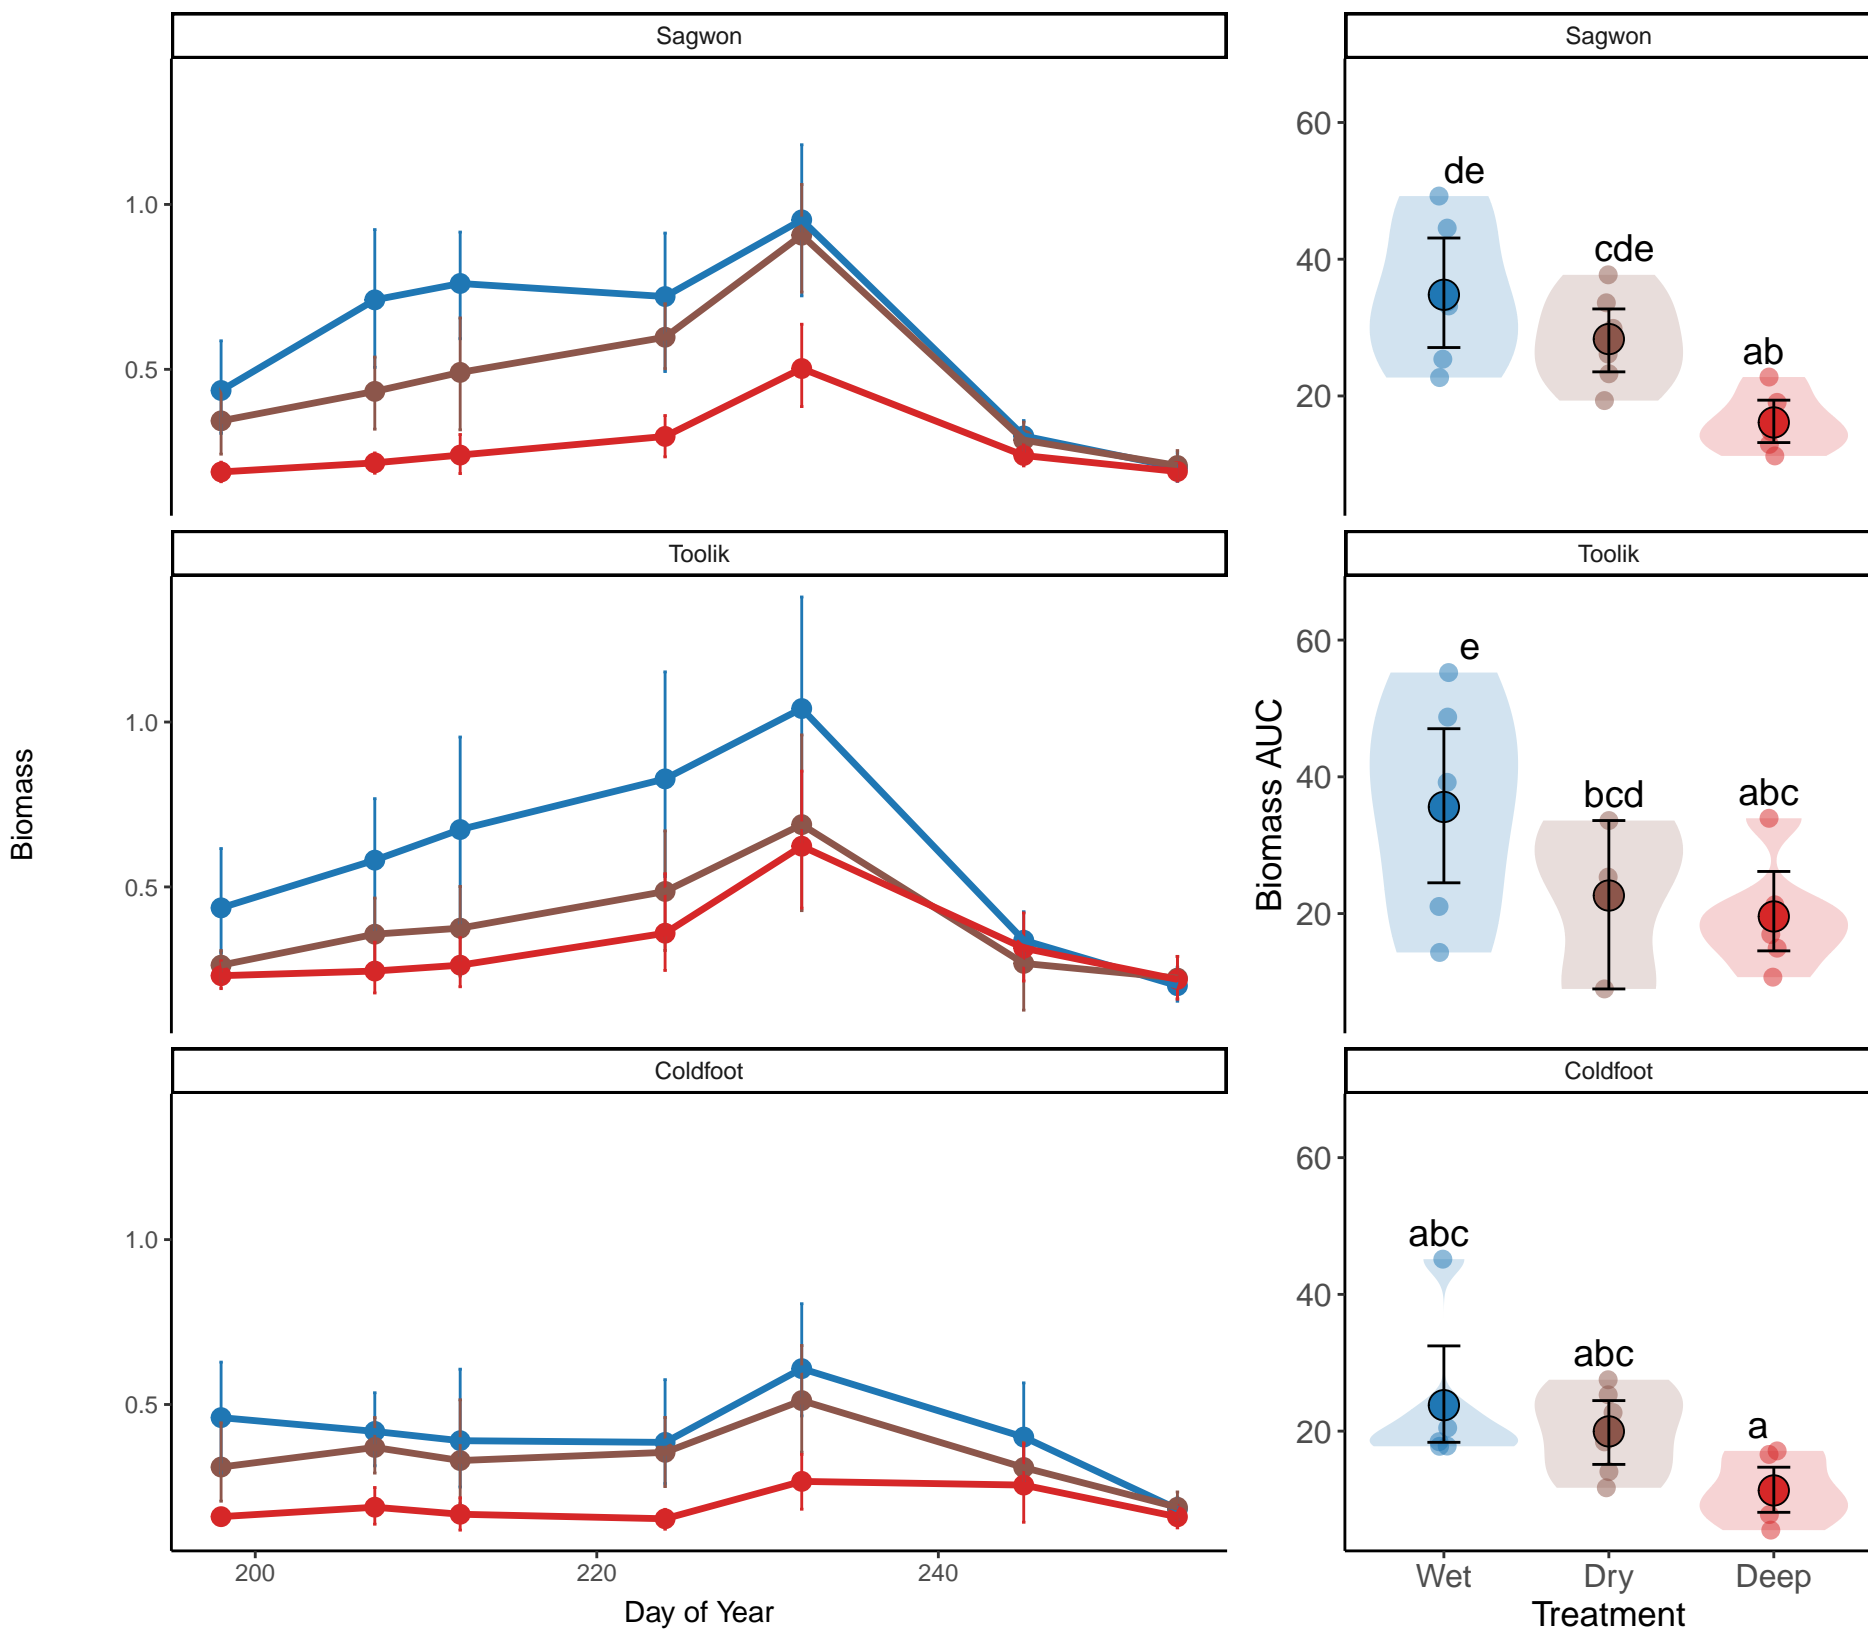 Sagwon
Sagwon
1.0
0.5
60
40
20
de
cde
ab
Toolik
Toolik
1.0
0.5
60
40
20
e
bcd
abc
Biomass
Biomass AUC
Coldfoot
Coldfoot
1.0
0.5
60
40
20
abc
abc
a
200 220 240
Day of Year
Wet Dry Deep
Treatment